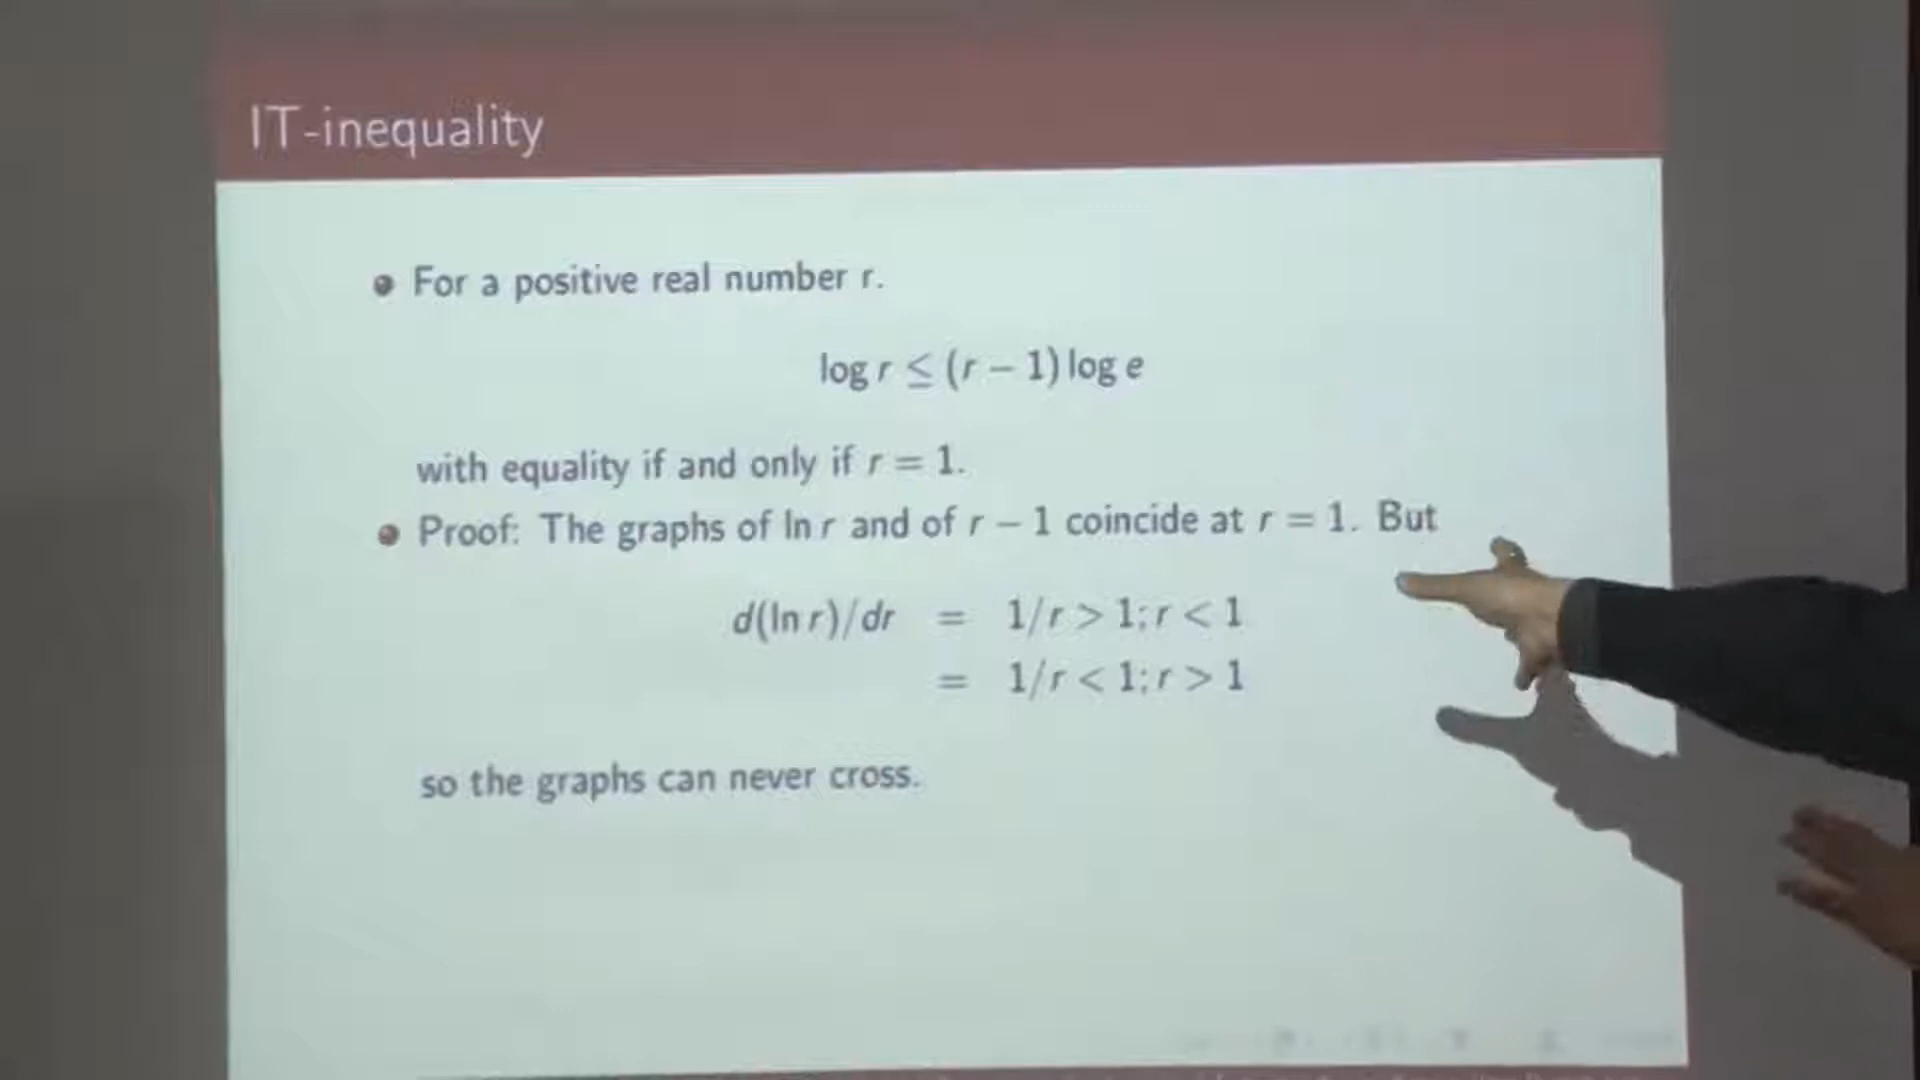 IT-inequality
For a positive real number r.
log r ≤ (r − 1) log e
with equality if and only if r = 1.
Proof: The graphs of ln r and of r − 1 coincide at r = 1. But
d(ln r)/dr = 1/r > 1; r < 1
= 1/r < 1; r > 1
so the graphs can never cross.